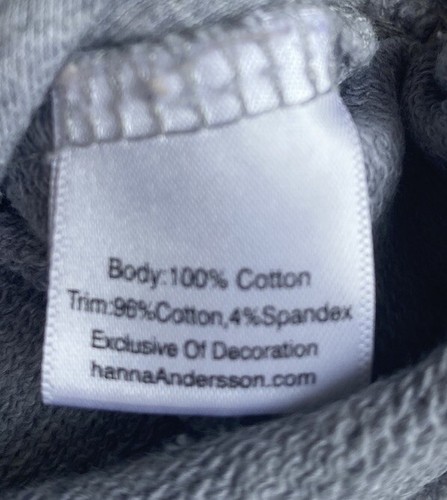 Body:100% Cotton
Trim:96%Cotton,4%Spandex
Exclusive Of Decoration
hannaAndersson.com